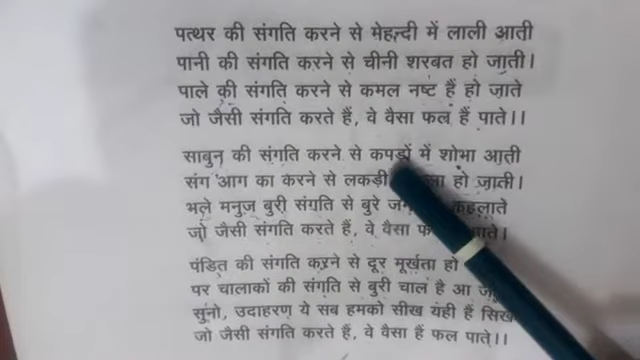 पत्थर की संगति करने से मेहन्दी में लाली आती
पानी की संगति करने से चीनी शरबत हो जाती।
पाले की संगति करने से कमल नष्ट हैं हो जाते
जो जैसी संगति करते हैं, वे वैसा फल हैं पाते।।
साबुन की संगति करने से कपड़ों में शोभा आती
संग आग का करने से लकड़ी हो जाती।
भले मनुज बुरी संगति से बुरे कहलाते
जो जैसी संगति करते हैं, वे वैसा पाते।
पंडित की संगति करने से दूर मूर्खता हो
पर चालाकों की संगति से बुरी चाल है आ
सुनो, उदाहरण ये सब हमको सीख यही हैं
जो जैसी संगति करते हैं, वे वैसा हैं फल पाते।।